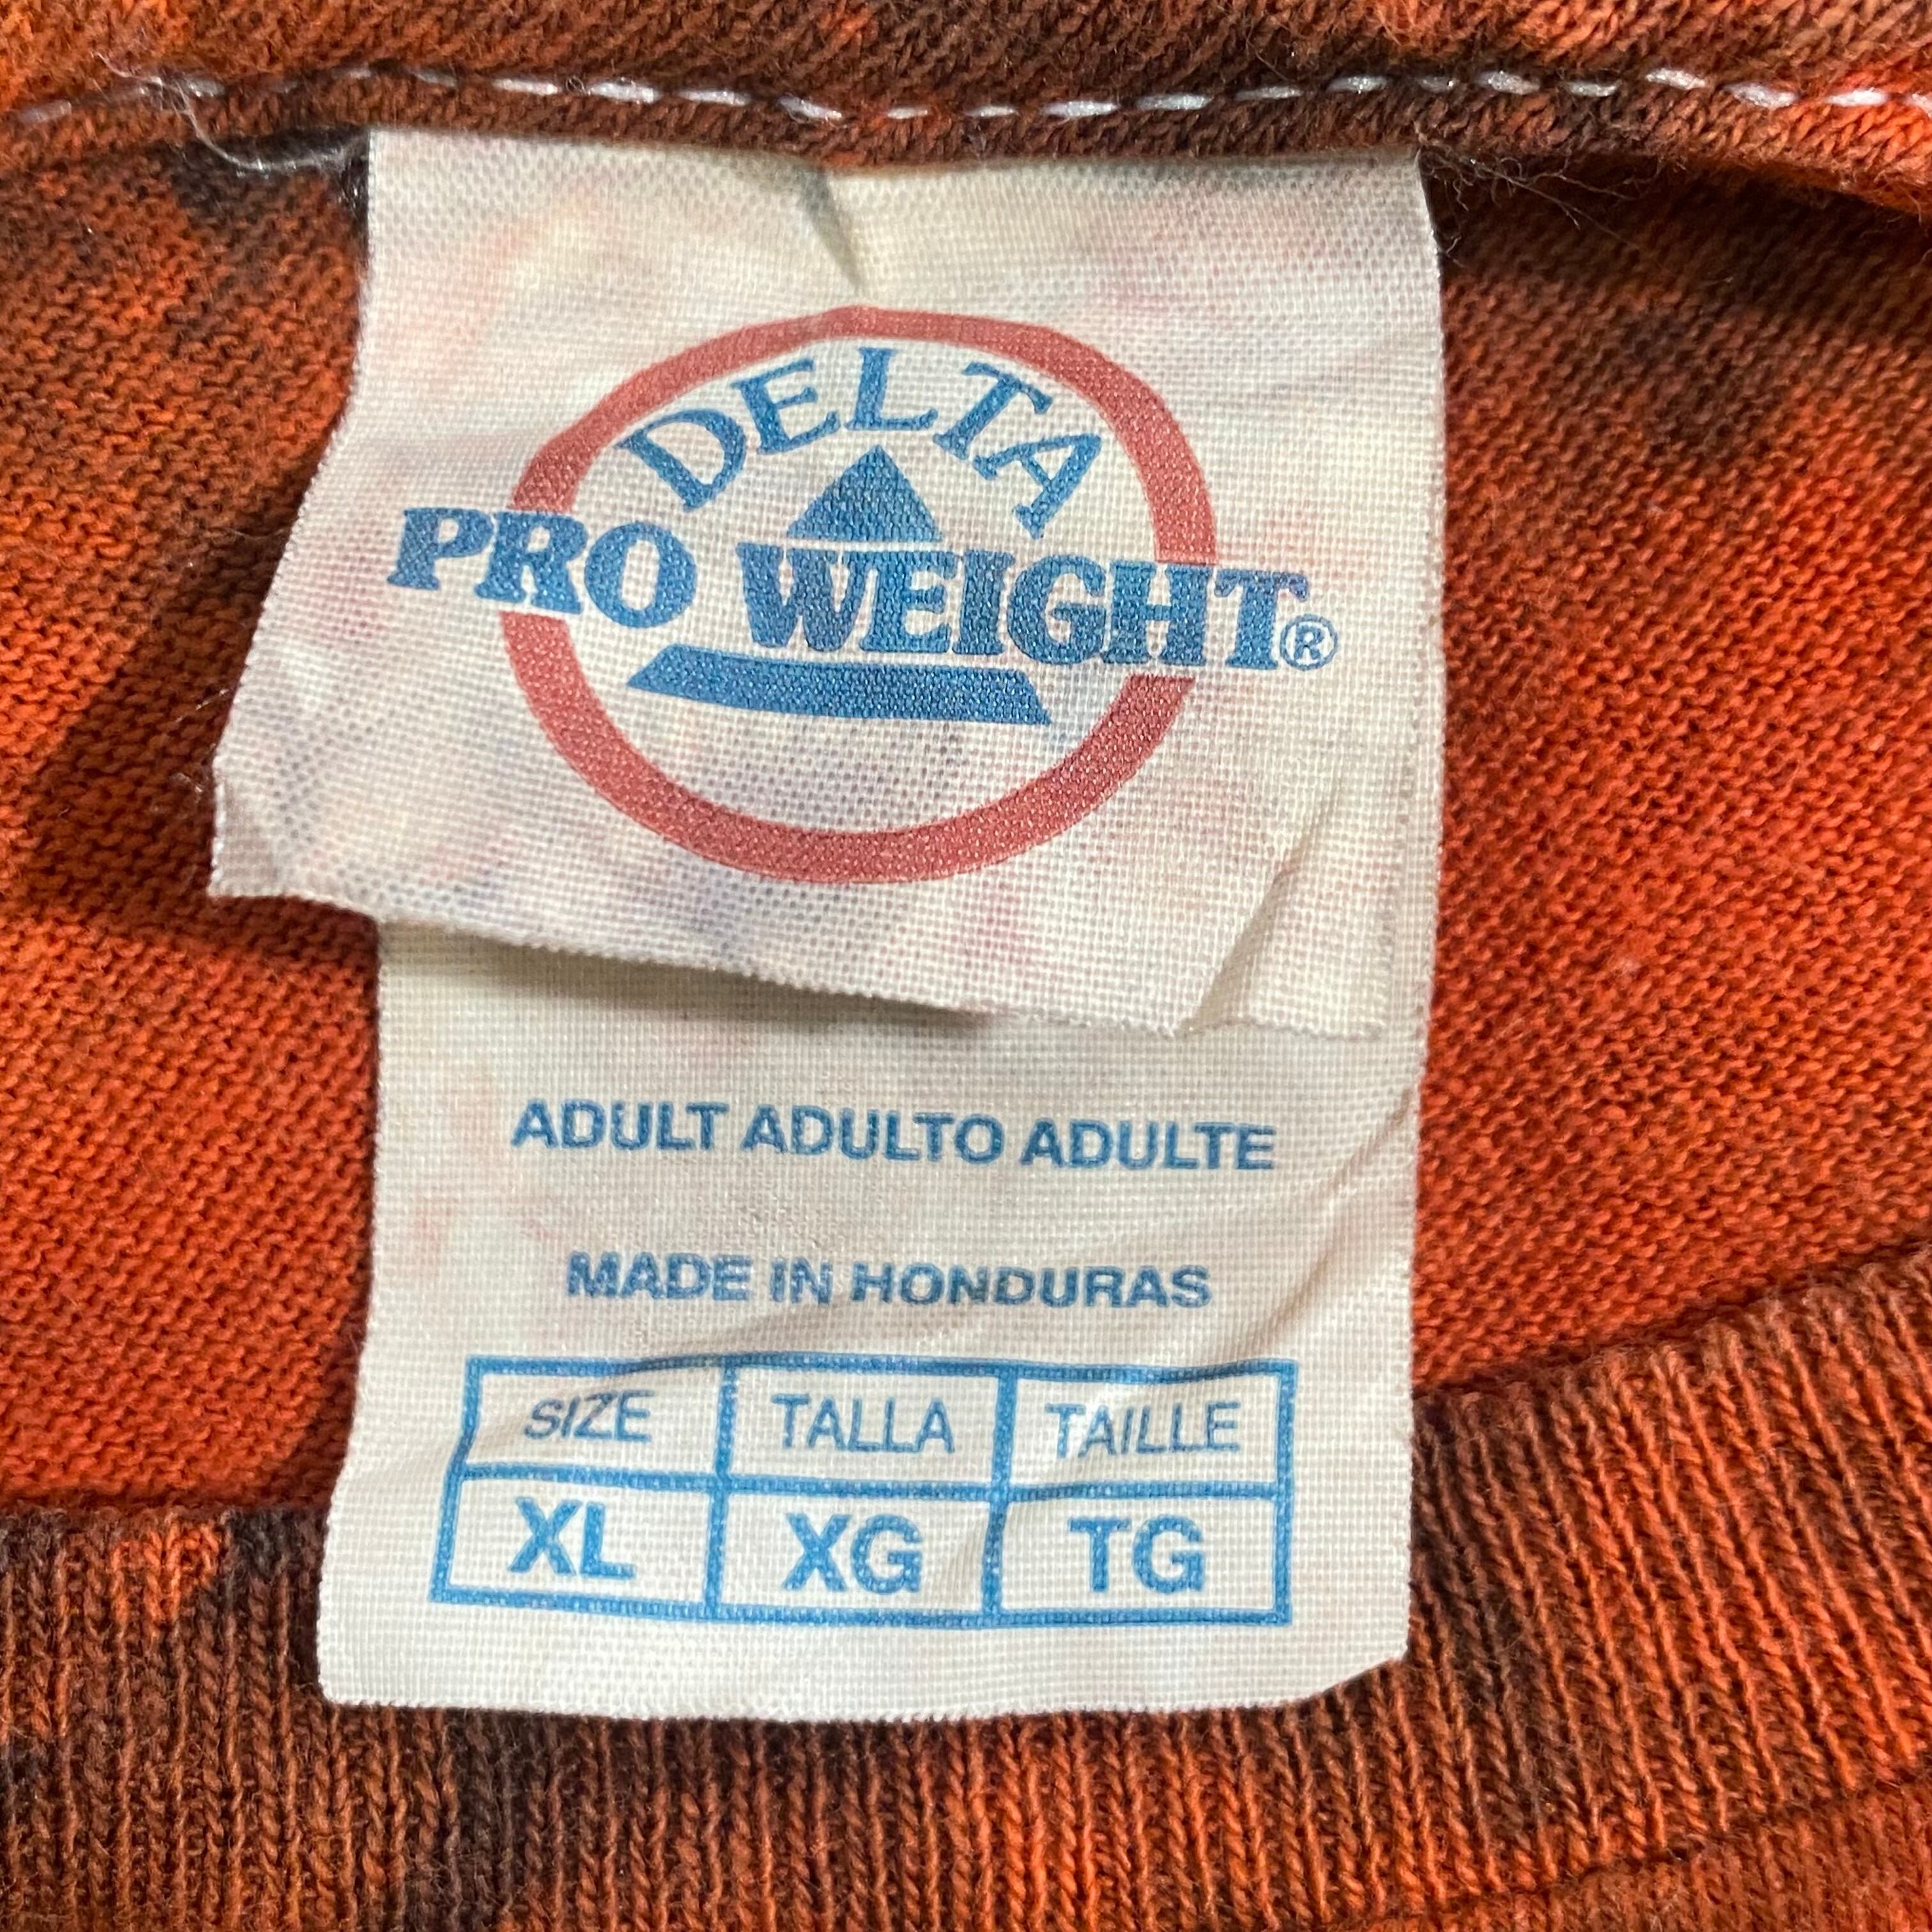 DELTA
PRO WEIGHT®
ADULT ADULTO ADULTE
MADE IN HONDURAS
SIZE TALLA TAILLE
XL XG TG